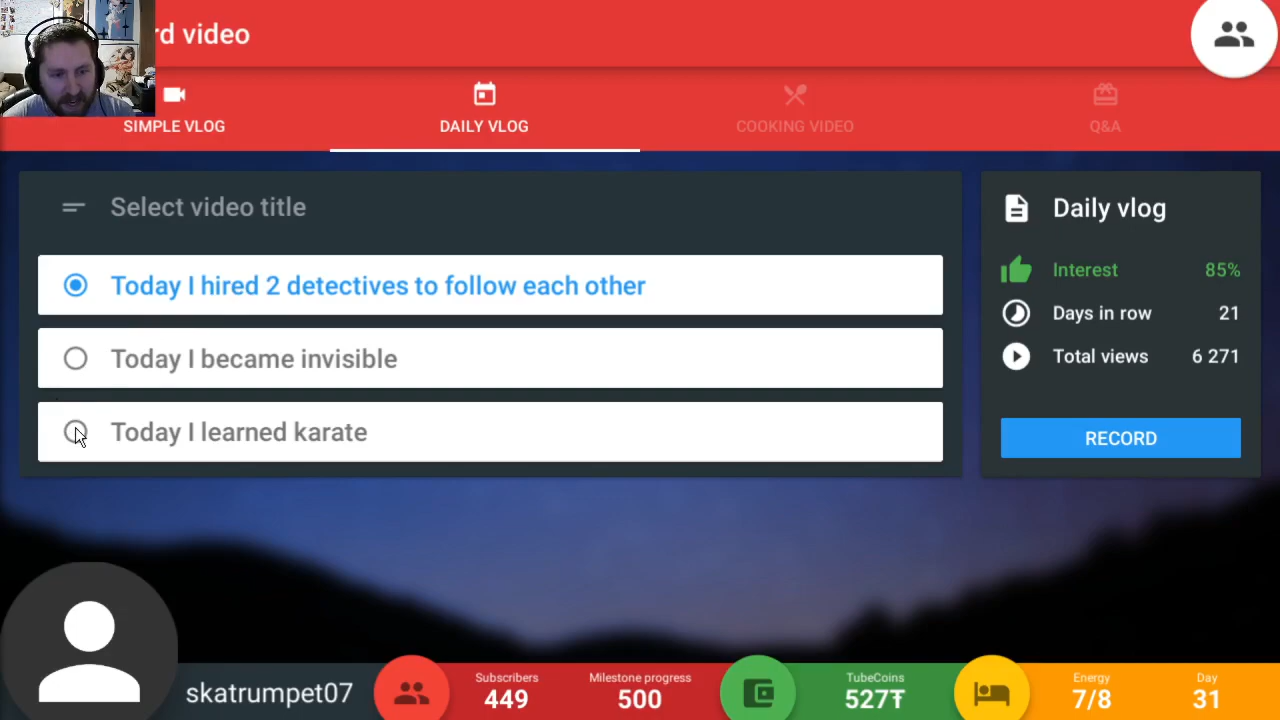 rd video
SIMPLE VLOG
DAILY VLOG
COOKING VIDEO
Q&A
Select video title
Today I hired 2 detectives to follow each other
Today I became invisible
Today I learned karate
Daily vlog
Interest 85%
Days in row 21
Total views 6 271
RECORD
skatrumpet07
Subscribers
449
Milestone progress
500
TubeCoins
527Ŧ
Energy
7/8
Day
31